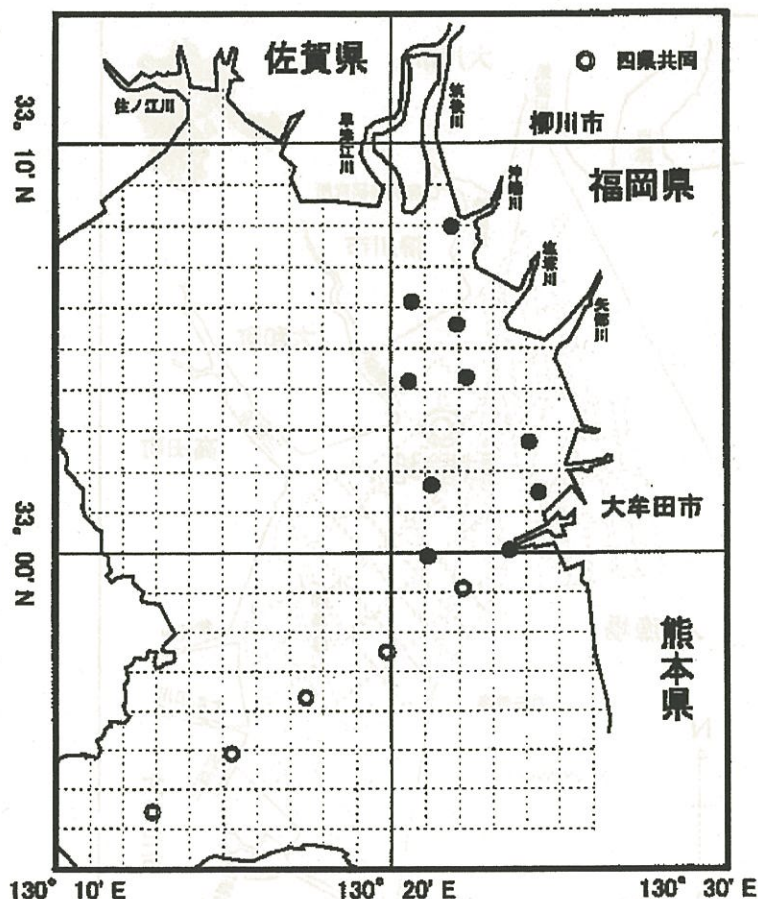 佐賀県
四県共同
住ノ江川
早津江川
筑後川
柳川市
33° 10' N
沖端川
福岡県
塩塚川
矢部川
大牟田市
33° 00' N
熊本県
130° 10' E
130° 20' E
130° 30' E